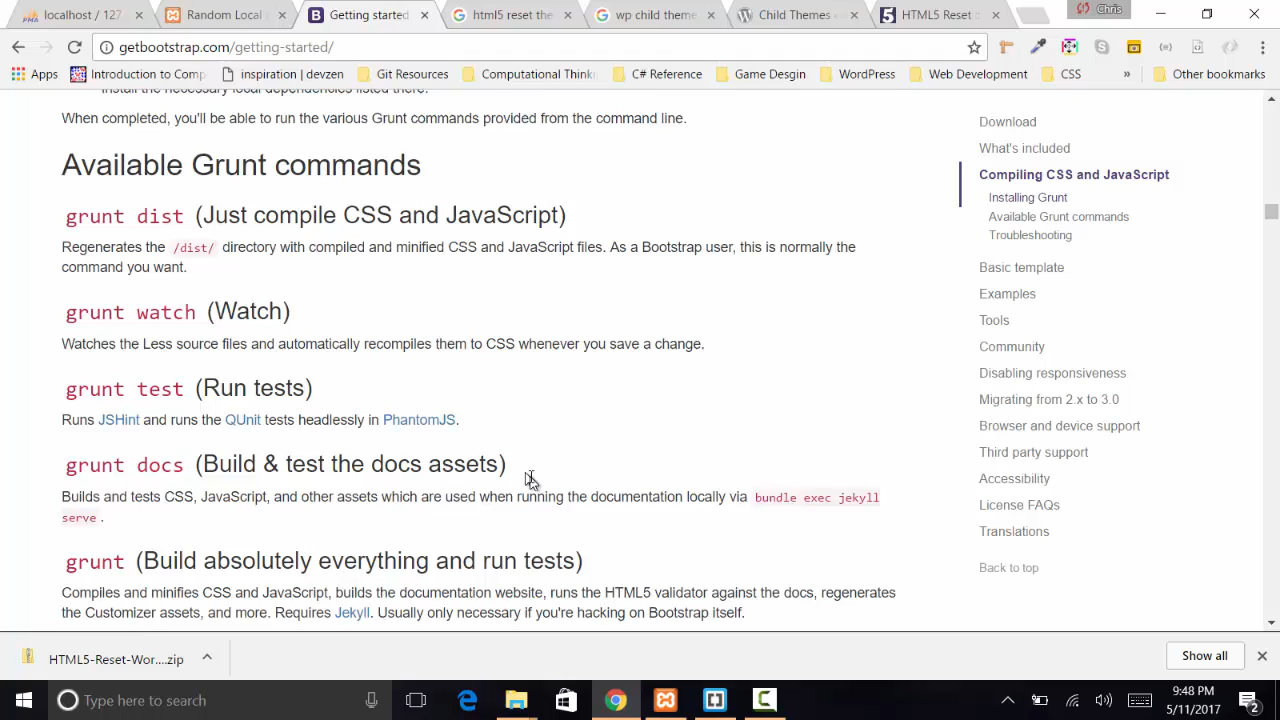 localhost / 127
Random Local
Getting started
html5 reset the
wp child theme
Child Themes
HTML5 Reset
Chris
getbootstrap.com/getting-started/
Apps
Introduction to Comp
inspiration | devzen
Git Resources
Computational Think
C# Reference
Game Desgin
WordPress
Web Development
CSS
»
Other bookmarks
install the necessary local dependencies listed there.
When completed, you'll be able to run the various Grunt commands provided from the command line.
Available Grunt commands
grunt dist (Just compile CSS and JavaScript)
Regenerates the /dist/ directory with compiled and minified CSS and JavaScript files. As a Bootstrap user, this is normally the
command you want.
grunt watch (Watch)
Watches the Less source files and automatically recompiles them to CSS whenever you save a change.
grunt test (Run tests)
Runs JSHint and runs the QUnit tests headlessly in PhantomJS.
grunt docs (Build & test the docs assets)
Builds and tests CSS, JavaScript, and other assets which are used when running the documentation locally via bundle exec jekyll
serve .
grunt (Build absolutely everything and run tests)
Compiles and minifies CSS and JavaScript, builds the documentation website, runs the HTML5 validator against the docs, regenerates
the Customizer assets, and more. Requires Jekyll. Usually only necessary if you're hacking on Bootstrap itself.
Download
What's included
Compiling CSS and JavaScript
Installing Grunt
Available Grunt commands
Troubleshooting
Basic template
Examples
Tools
Community
Disabling responsiveness
Migrating from 2.x to 3.0
Browser and device support
Third party support
Accessibility
License FAQs
Translations
Back to top
HTML5-Reset-Wor....zip
Show all
Type here to search
9:48 PM
5/11/2017
2